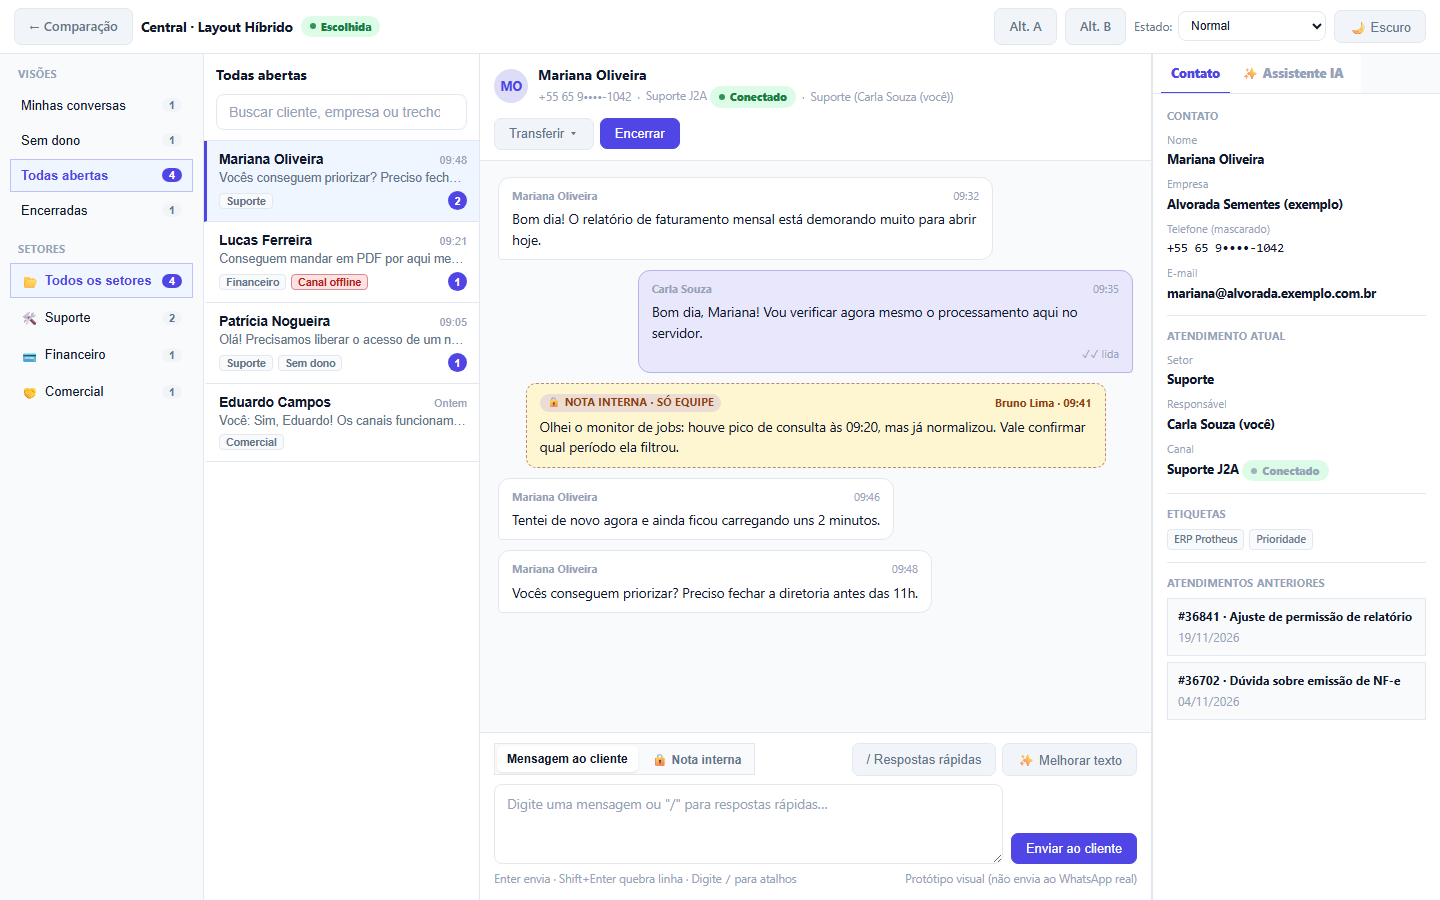 ← Comparação
Central · Layout Híbrido
Escolhida
Alt. A
Alt. B
Estado:
Normal
🌙 Escuro
VISÕES
Minhas conversas 1
Sem dono 1
Todas abertas 4
Encerradas 1
SETORES
Todos os setores 4
Suporte 2
Financeiro 1
Comercial 1
Todas abertas
Buscar cliente, empresa ou trecho
Mariana Oliveira 09:48
Vocês conseguem priorizar? Preciso fech...
Suporte 2
Lucas Ferreira 09:21
Conseguem mandar em PDF por aqui me...
Financeiro Canal offline 1
Patrícia Nogueira 09:05
Olá! Precisamos liberar o acesso de um n...
Suporte Sem dono 1
Eduardo Campos Ontem
Você: Sim, Eduardo! Os canais funcionam...
Comercial
MO
Mariana Oliveira
+55 65 9••••-1042 · Suporte J2A Conectado · Suporte (Carla Souza (você))
Transferir ▾
Encerrar
Mariana Oliveira 09:32
Bom dia! O relatório de faturamento mensal está demorando muito para abrir
hoje.
Carla Souza 09:35
Bom dia, Mariana! Vou verificar agora mesmo o processamento aqui no
servidor.
✓✓ lida
🔒 NOTA INTERNA · SÓ EQUIPE Bruno Lima · 09:41
Olhei o monitor de jobs: houve pico de consulta às 09:20, mas já normalizou. Vale confirmar
qual período ela filtrou.
Mariana Oliveira 09:46
Tentei de novo agora e ainda ficou carregando uns 2 minutos.
Mariana Oliveira 09:48
Vocês conseguem priorizar? Preciso fechar a diretoria antes das 11h.
Mensagem ao cliente
🔒 Nota interna
/ Respostas rápidas
✨ Melhorar texto
Digite uma mensagem ou "/" para respostas rápidas...
Enviar ao cliente
Enter envia · Shift+Enter quebra linha · Digite / para atalhos
Protótipo visual (não envia ao WhatsApp real)
Contato
✨ Assistente IA
CONTATO
Nome
Mariana Oliveira
Empresa
Alvorada Sementes (exemplo)
Telefone (mascarado)
+55 65 9••••-1042
E-mail
mariana@alvorada.exemplo.com.br
ATENDIMENTO ATUAL
Setor
Suporte
Responsável
Carla Souza (você)
Canal
Suporte J2A Conectado
ETIQUETAS
ERP Protheus Prioridade
ATENDIMENTOS ANTERIORES
#36841 · Ajuste de permissão de relatório
19/11/2026
#36702 · Dúvida sobre emissão de NF-e
04/11/2026